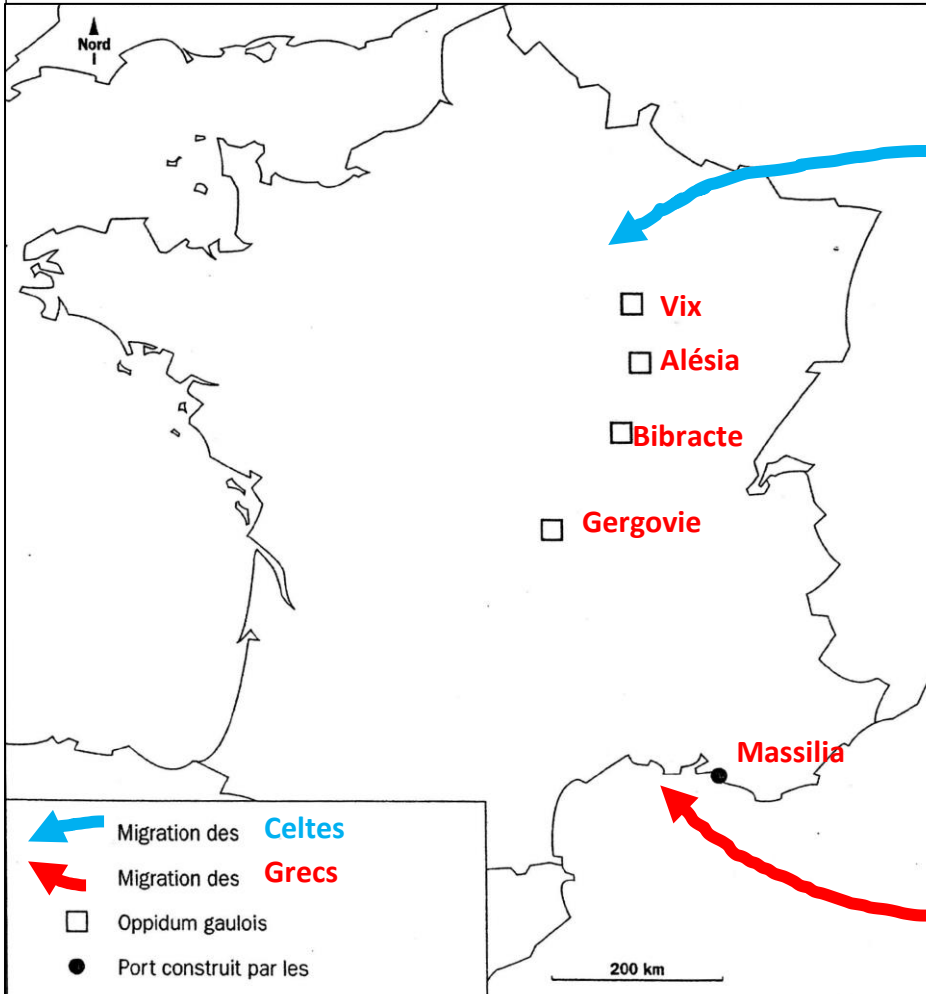 Nord
Vix
Alésia
Bibracte
Gergovie
Massilia
Migration des Celtes
Migration des Grecs
Oppidum gaulois
Port construit par les
200 km